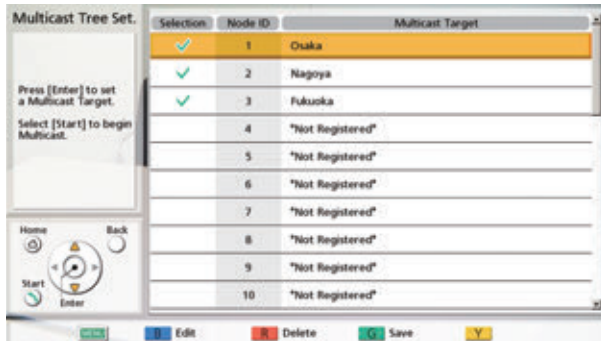 Multicast Tree Set.
Press [Enter] to set
a Multicast Target.
Select [Start] to begin
Multicast.
Home
Back
Start
Enter
Selection Node ID Multicast Target
1 Osaka
2 Nagoya
3 Fukuoka
4 "Not Registered"
5 "Not Registered"
6 "Not Registered"
7 "Not Registered"
8 "Not Registered"
9 "Not Registered"
10 "Not Registered"
MENU B Edit R Delete G Save Y